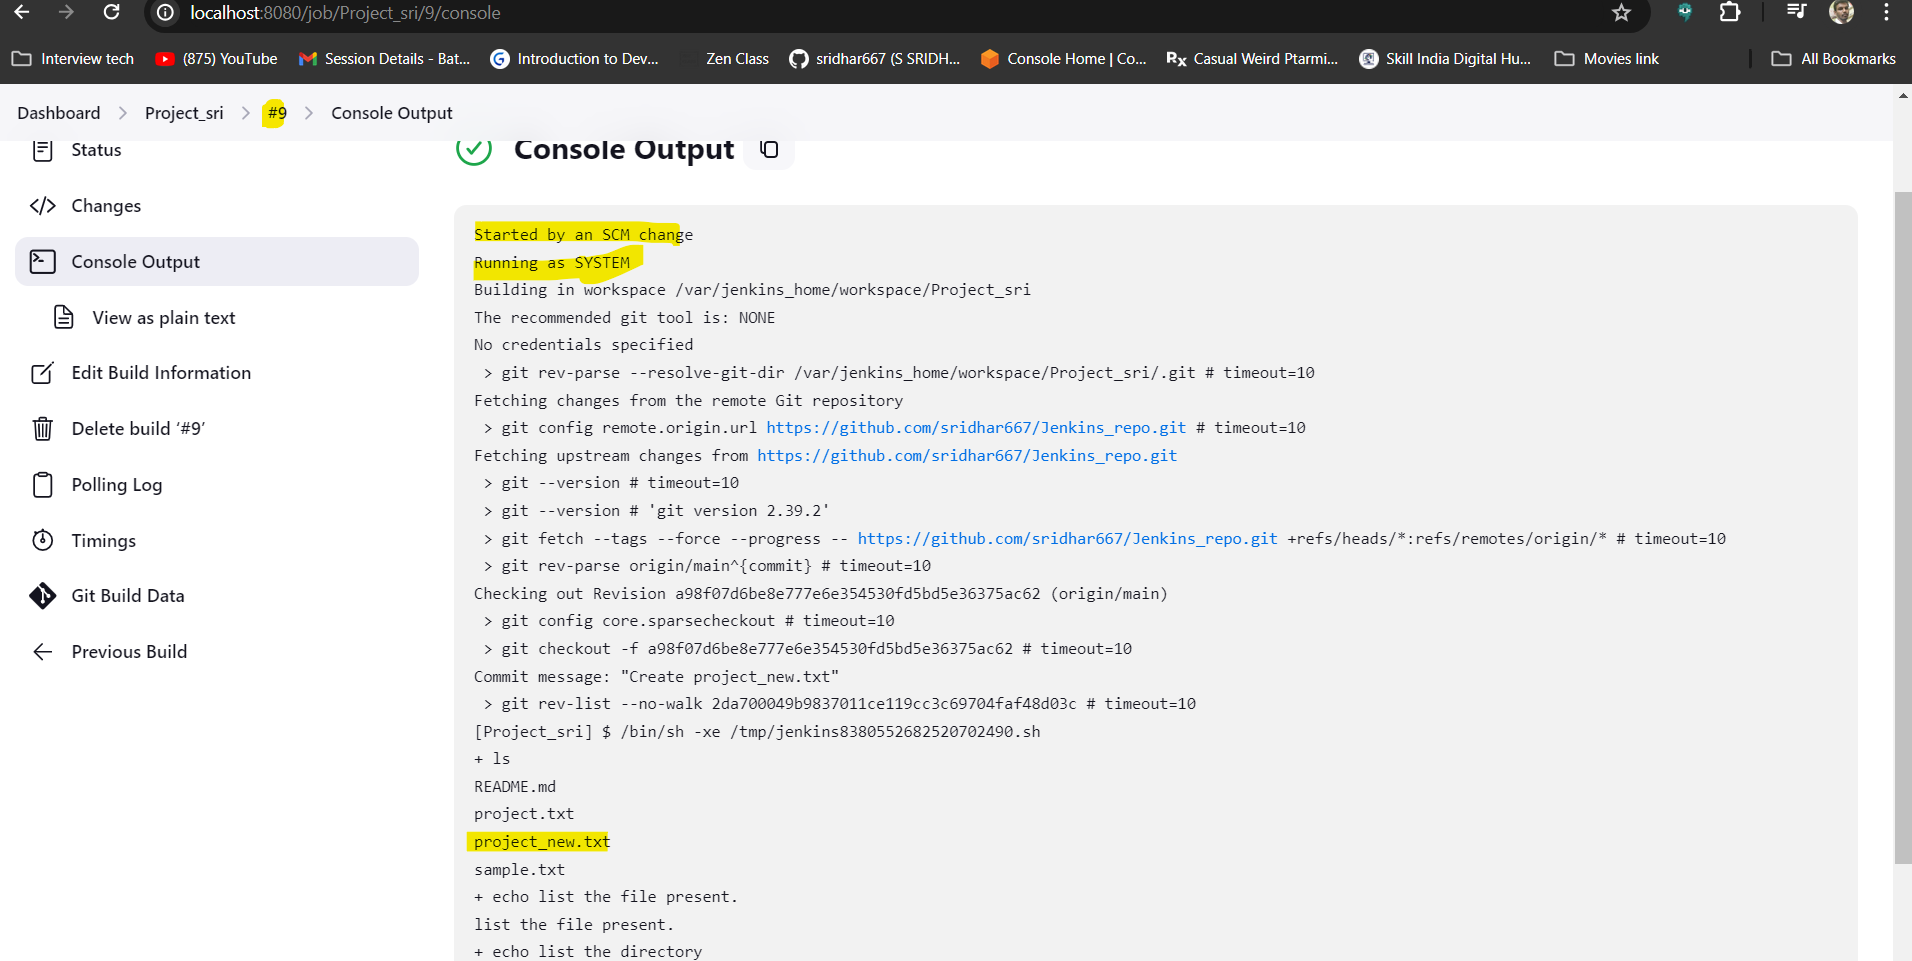 localhost:8080/job/Project_sri/9/console
Interview tech (875) YouTube Session Details - Bat... Introduction to Dev... Zen Class sridhar667 (S SRIDH... Console Home | Co... Rx Casual Weird Ptarmi... Skill India Digital Hu... Movies link All Bookmarks
Dashboard > Project_sri > #9 > Console Output
Status
Changes
Console Output
View as plain text
Edit Build Information
Delete build ‘#9’
Polling Log
Timings
Git Build Data
Previous Build
Console Output
Started by an SCM change
Running as SYSTEM
Building in workspace /var/jenkins_home/workspace/Project_sri
The recommended git tool is: NONE
No credentials specified
 > git rev-parse --resolve-git-dir /var/jenkins_home/workspace/Project_sri/.git # timeout=10
Fetching changes from the remote Git repository
 > git config remote.origin.url https://github.com/sridhar667/Jenkins_repo.git # timeout=10
Fetching upstream changes from https://github.com/sridhar667/Jenkins_repo.git
 > git --version # timeout=10
 > git --version # 'git version 2.39.2'
 > git fetch --tags --force --progress -- https://github.com/sridhar667/Jenkins_repo.git +refs/heads/*:refs/remotes/origin/* # timeout=10
 > git rev-parse origin/main^{commit} # timeout=10
Checking out Revision a98f07d6be8e777e6e354530fd5bd5e36375ac62 (origin/main)
 > git config core.sparsecheckout # timeout=10
 > git checkout -f a98f07d6be8e777e6e354530fd5bd5e36375ac62 # timeout=10
Commit message: "Create project_new.txt"
 > git rev-list --no-walk 2da700049b9837011ce119cc3c69704faf48d03c # timeout=10
[Project_sri] $ /bin/sh -xe /tmp/jenkins8380552682520702490.sh
+ ls
README.md
project.txt
project_new.txt
sample.txt
+ echo list the file present.
list the file present.
+ echo list the directory